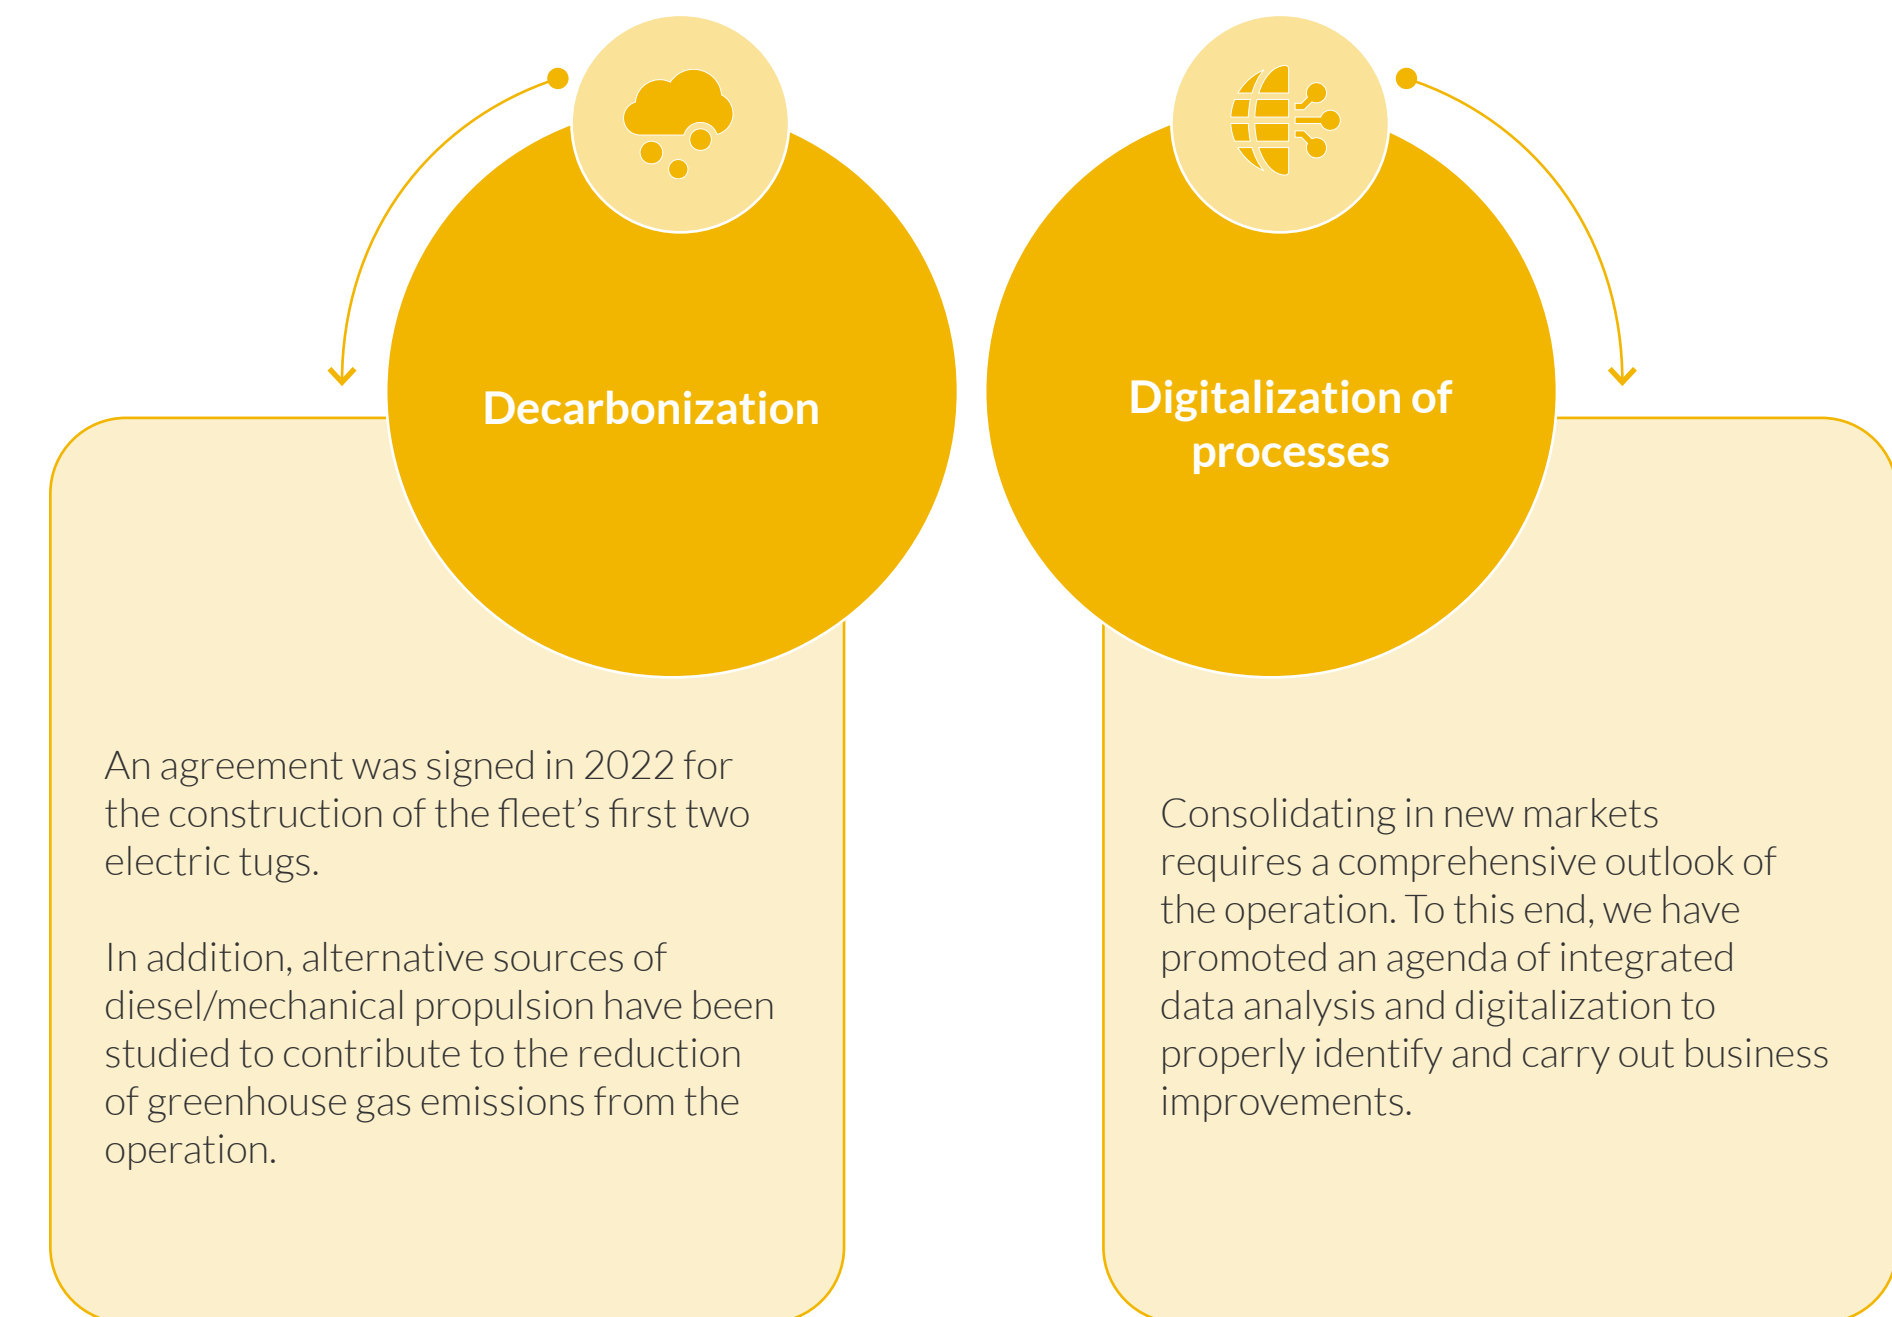 Decarbonization
An agreement was signed in 2022 for
the construction of the fleet’s first two
electric tugs.
In addition, alternative sources of
diesel/mechanical propulsion have been
studied to contribute to the reduction
of greenhouse gas emissions from the
operation.
Digitalization of
processes
Consolidating in new markets
requires a comprehensive outlook of
the operation. To this end, we have
promoted an agenda of integrated
data analysis and digitalization to
properly identify and carry out business
improvements.